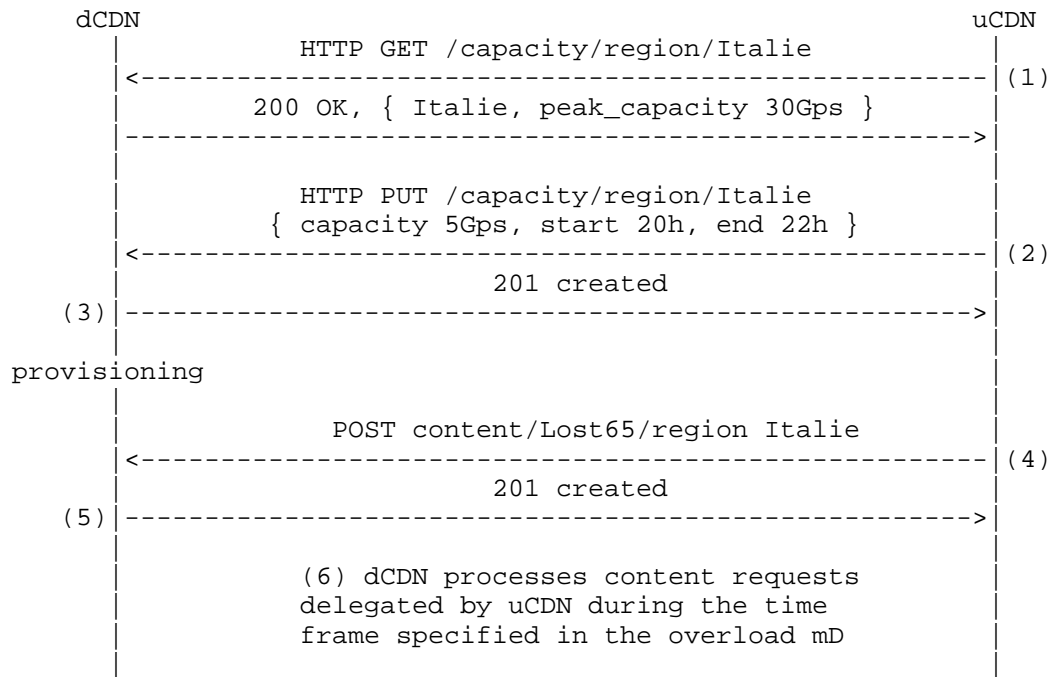 dCDN uCDN
HTTP GET /capacity/region/Italie
(1)
200 OK, { Italie, peak_capacity 30Gps }
HTTP PUT /capacity/region/Italie
{ capacity 5Gps, start 20h, end 22h }
(2)
201 created
(3)
provisioning
POST content/Lost65/region Italie
(4)
201 created
(5)
(6) dCDN processes content requests
delegated by uCDN during the time
frame specified in the overload mD